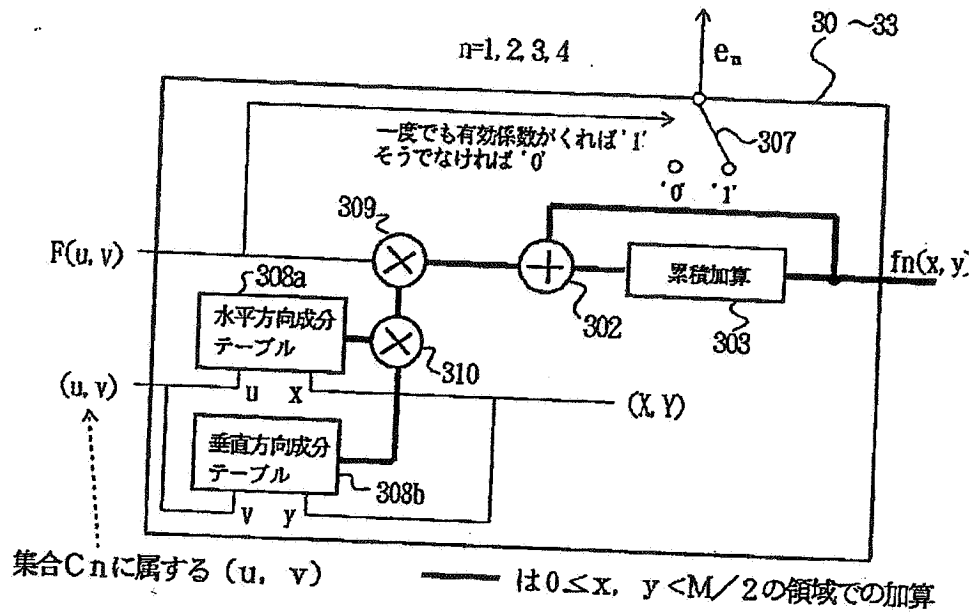 n=1,2,3,4
en
30 ～33
一度でも有効係数がくれば '1'
そうでなければ '0'
307
'0' '1'
309
F(u,v)
fn(x,y)
308a
水平方向成分
テーブル
累積加算
302
303
310
(u,v)
u x
(X,Y)
垂直方向成分
テーブル
308b
v y
集合Cnに属する (u, v)
は0≤x, y<M／2の領域での加算